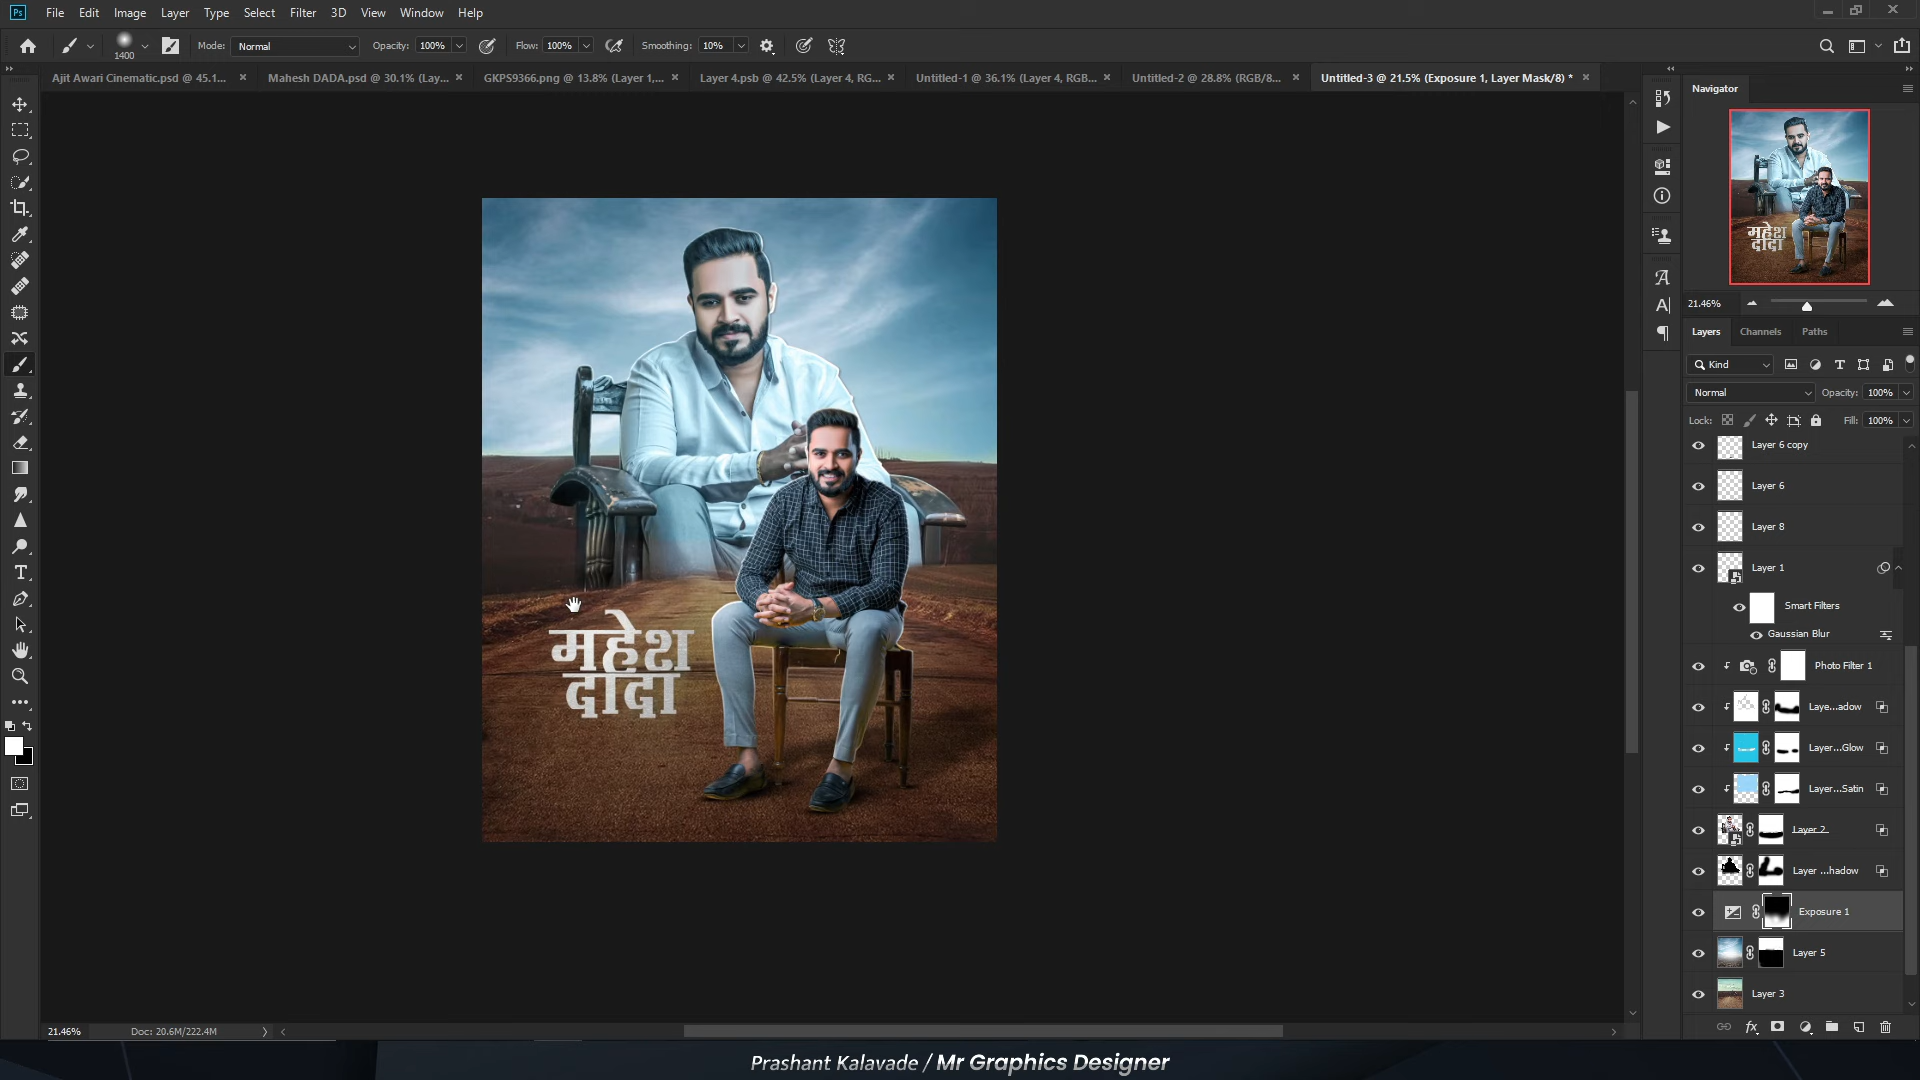 Ps File Edit Image Layer Type Select Filter 3D View Window Help
1400 Mode: Normal Opacity: 100% Flow: 100% Smoothing: 10%
Ajit Awari Cinematic.psd @ 45.1... Mahesh DADA.psd @ 30.1% (Lay... GKPS9366.png @ 13.8% (Layer 1,... Layer 4.psb @ 42.5% (Layer 4, RG... Untitled-1 @ 36.1% (Layer 4, RGB... Untitled-2 @ 28.8% (RGB/8... Untitled-3 @ 21.5% (Exposure 1, Layer Mask/8) *
Navigator
21.46%
Layers Channels Paths
Kind
Normal Opacity: 100%
Lock: Fill: 100%
Layer 6 copy
Layer 6
Layer 8
Layer 1
Smart Filters
Gaussian Blur
Photo Filter 1
Laye...adow
Layer...Glow
Layer...Satin
Layer 2
Layer ...hadow
Exposure 1
Layer 5
Layer 3
महेश
दादा
21.46% Doc: 20.6M/222.4M
Prashant Kalavade / Mr Graphics Designer